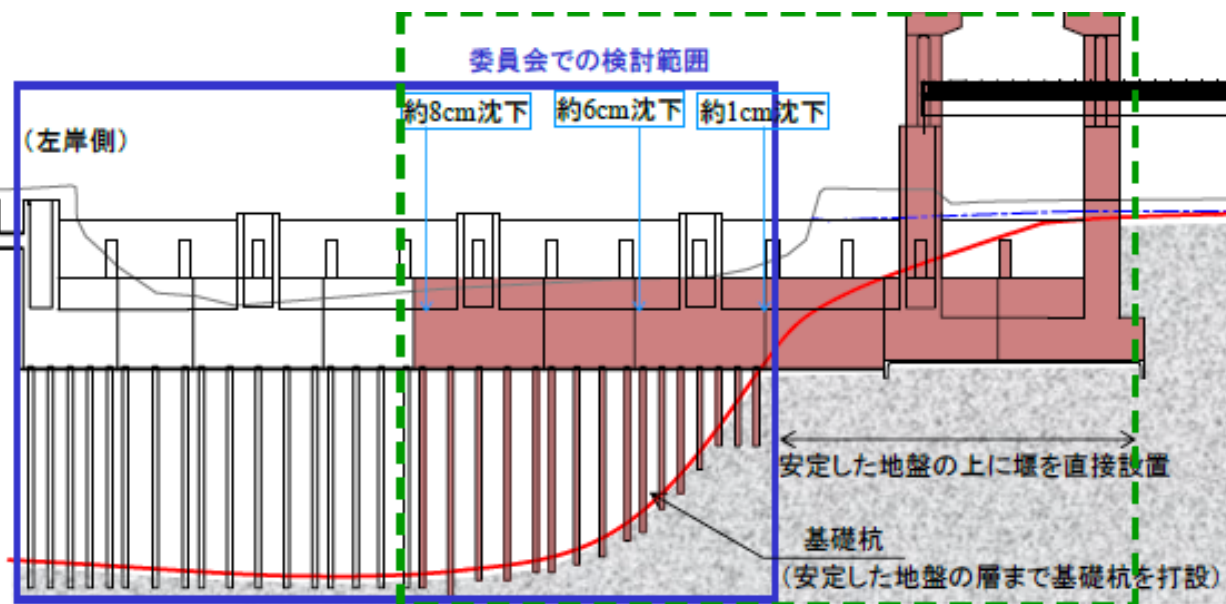 委員会での検討範囲
約8cm沈下
約6cm沈下
約1cm沈下
(左岸側)
安定した地盤の上に堰を直接設置
基礎杭
(安定した地盤の層まで基礎杭を打設)